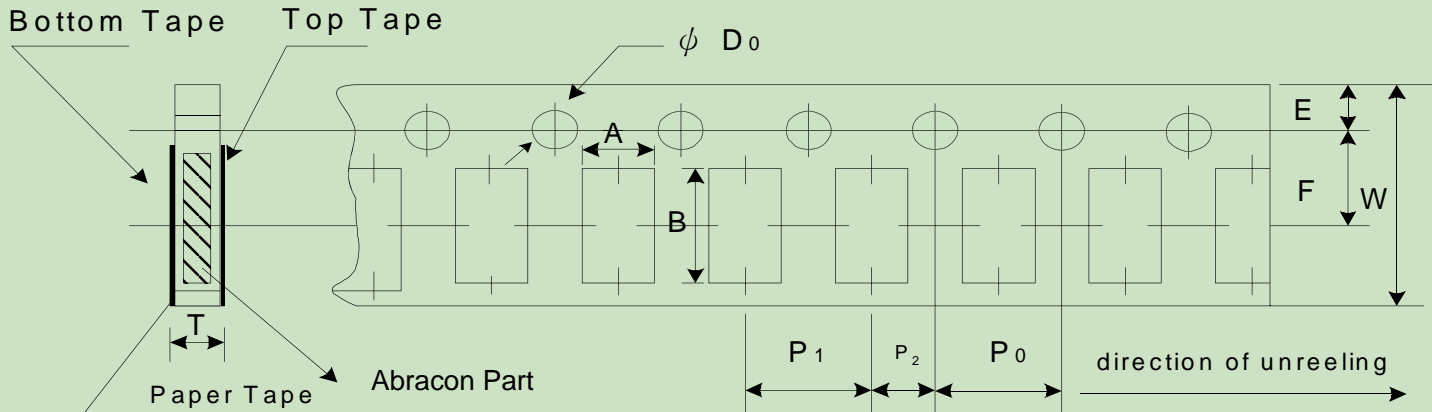 Bottom Tape
Top Tape
ϕ D₀
A
B
E
F
W
T
P₁
P₂
P₀
direction of unreeling
Paper Tape
Abracon Part